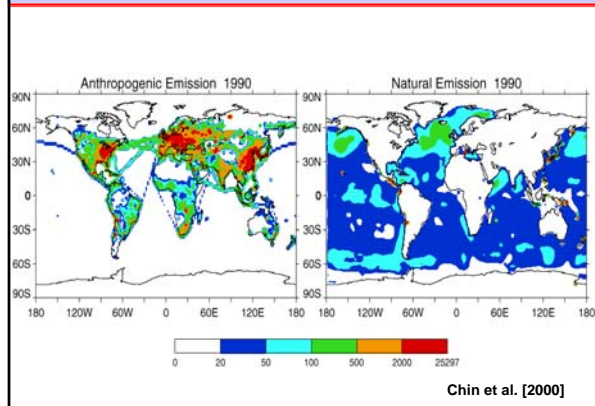 Anthropogenic Emission 1990
Natural Emission 1990
90N
60N
30N
0
30S
60S
90S
180 120W 60W 0 60E 120E 180
90N
60N
30N
0
30S
60S
90S
180 120W 60W 0 60E 120E 180
0 20 50 100 500 2000 25297
Chin et al. [2000]